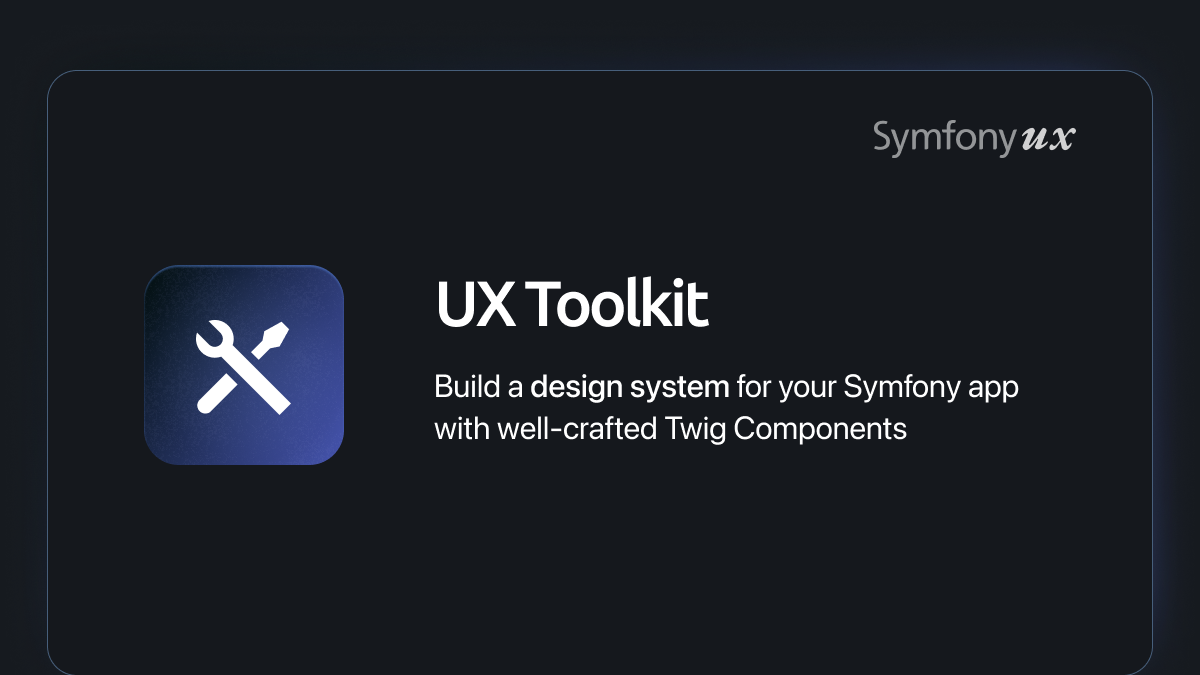 Symfony ux
UX Toolkit
Build a design system for your Symfony app
with well-crafted Twig Components